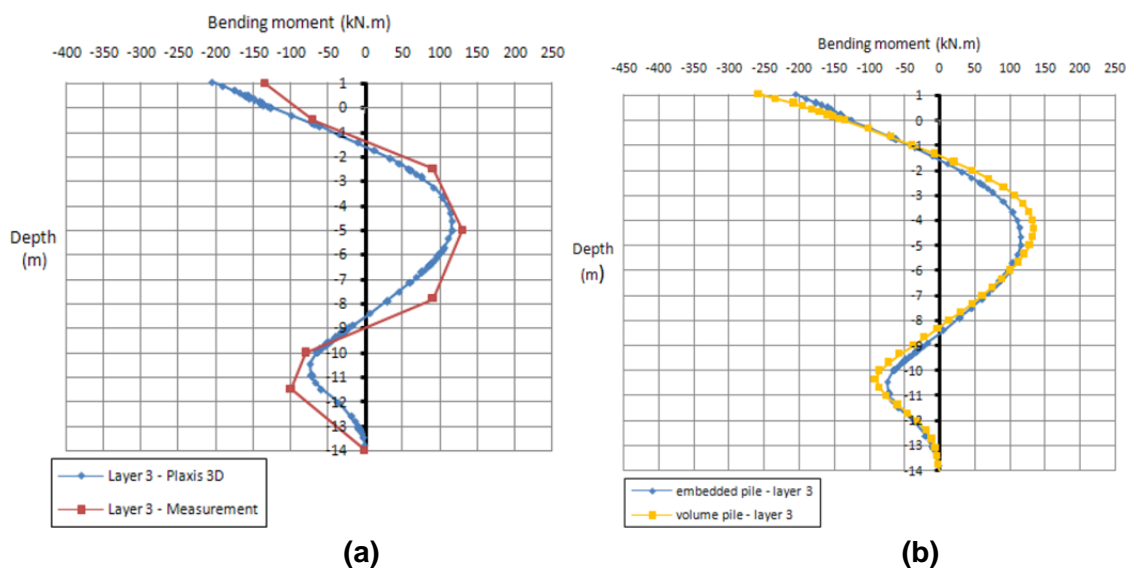 Bending moment (kN.m)
-400 -350 -300 -250 -200 -150 -100 -50 0 50 100 150 200 250
1
0
-1
-2
-3
-4
-5
-6
-7
-8
-9
-10
-11
-12
-13
-14
Depth
(m)
Layer 3 - Plaxis 3D
Layer 3 - Measurement
(a)
Bending moment (kN.m)
-450 -400 -350 -300 -250 -200 -150 -100 -50 0 50 100 150 200 250
1
0
-1
-2
-3
-4
-5
-6
-7
-8
-9
-10
-11
-12
-13
-14
Depth
(m)
embedded pile - layer 3
volume pile - layer 3
(b)